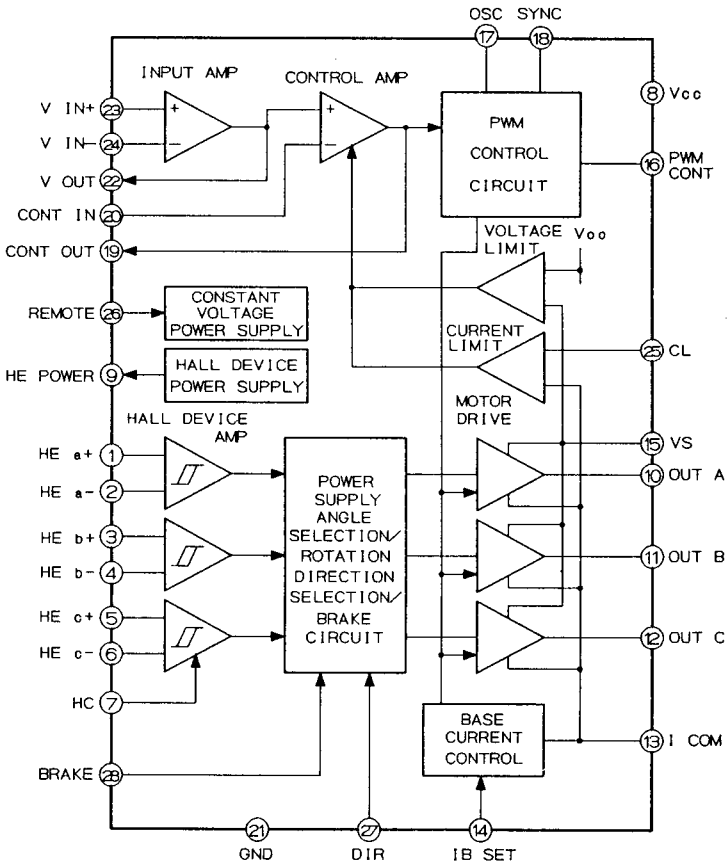 OSC SYNC
17 18
INPUT AMP
CONTROL AMP
8 Vcc
V IN+ 23
+
+
PWM
CONTROL
CIRCUIT
V IN- 24
−
−
16 PWM
CONT
V OUT 22
CONT IN 20
CONT OUT 19
VOLTAGE
LIMIT
Vcc
REMOTE 26
CONSTANT
VOLTAGE
POWER SUPPLY
CURRENT
LIMIT
25 CL
HE POWER 9
HALL DEVICE
POWER SUPPLY
HALL DEVICE
AMP
MOTOR
DRIVE
15 VS
HE a+ 1
HE a- 2
10 OUT A
POWER
SUPPLY
ANGLE
SELECTION/
ROTATION
DIRECTION
SELECTION/
BRAKE
CIRCUIT
HE b+ 3
HE b- 4
11 OUT B
HE c+ 5
HE c- 6
12 OUT C
HC 7
BASE
CURRENT
CONTROL
13 I COM
BRAKE 28
21 27 14
GND DIR IB SET